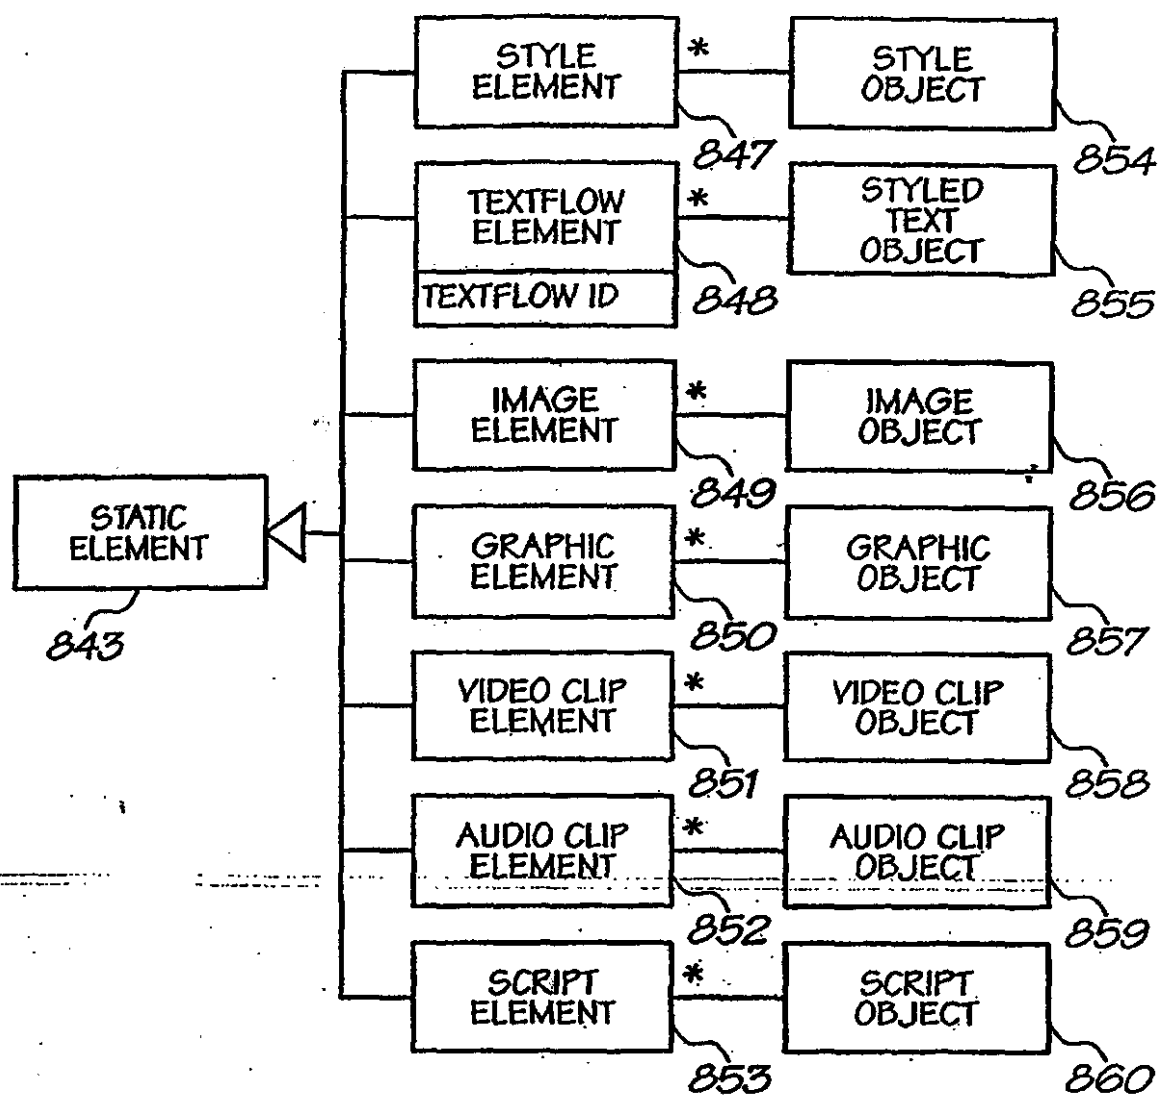 STYLE
ELEMENT
*
STYLE
OBJECT
847
854
TEXTFLOW
ELEMENT
TEXTFLOW ID
*
STYLED
TEXT
OBJECT
848
855
IMAGE
ELEMENT
*
IMAGE
OBJECT
849
856
STATIC
ELEMENT
843
GRAPHIC
ELEMENT
*
GRAPHIC
OBJECT
850
857
VIDEO CLIP
ELEMENT
*
VIDEO CLIP
OBJECT
851
858
AUDIO CLIP
ELEMENT
*
AUDIO CLIP
OBJECT
852
859
SCRIPT
ELEMENT
*
SCRIPT
OBJECT
853
860